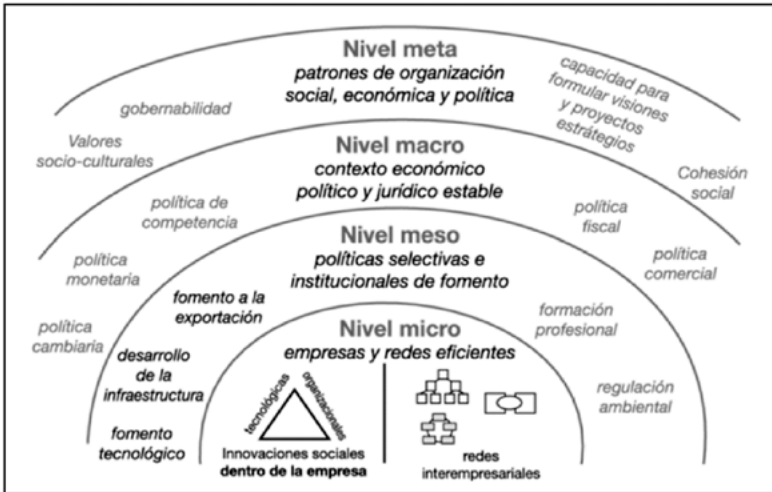 Nivel meta
patrones de organización
social, económica y política
gobernabilidad
Valores
socio-culturales
capacidad para
formular visiones
y proyectos
estrátegios
Cohesión
social
Nivel macro
contexto económico
político y jurídico estable
política de
competencia
política
monetaria
política
cambiaria
política
fiscal
política
comercial
Nivel meso
políticas selectivas e
institucionales de fomento
fomento a la
exportación
desarrollo
de la
infraestructura
fomento
tecnológico
formación
profesional
regulación
ambiental
Nivel micro
empresas y redes eficientes
tecnológicas
organizacionales
Innovaciones sociales
dentro de la empresa
redes
interempresariales